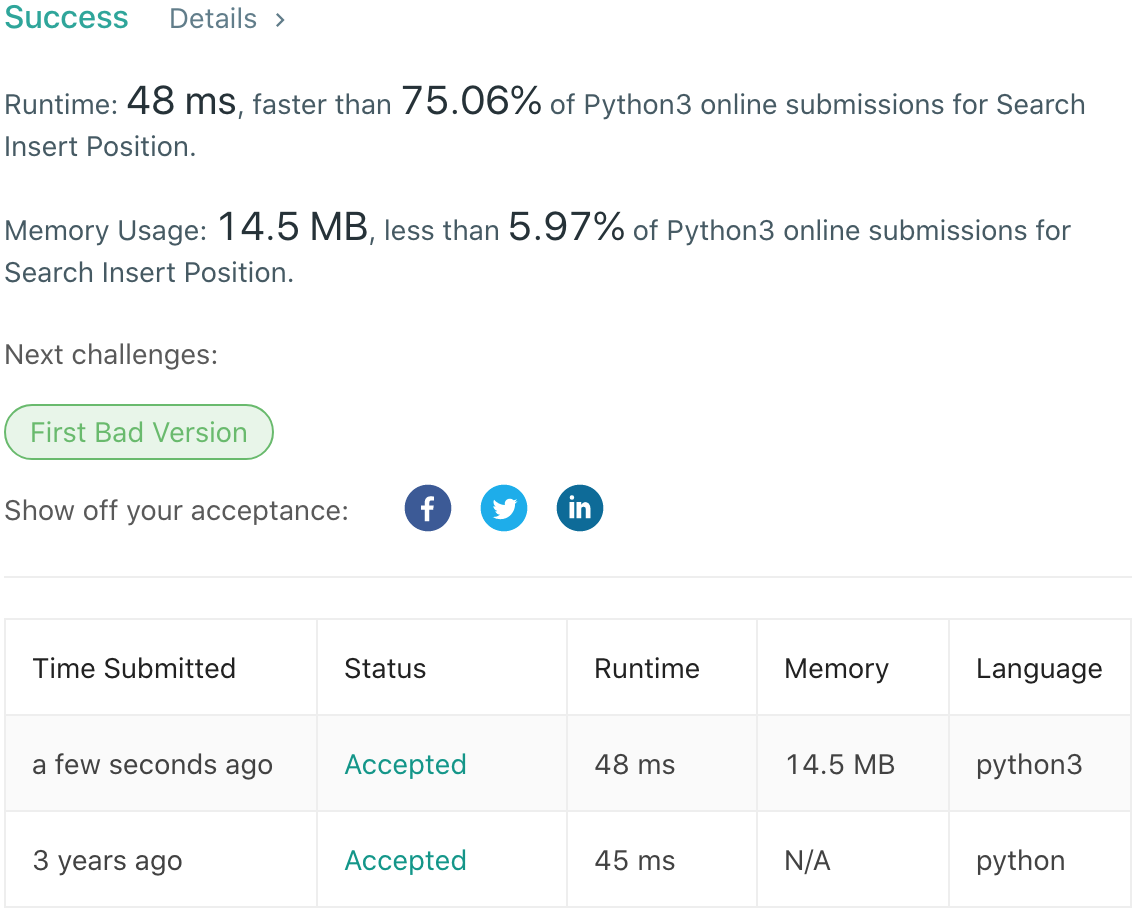 Success Details >
Runtime: 48 ms, faster than 75.06% of Python3 online submissions for Search
Insert Position.
Memory Usage: 14.5 MB, less than 5.97% of Python3 online submissions for
Search Insert Position.
Next challenges:
First Bad Version
Show off your acceptance: f in
Time Submitted Status Runtime Memory Language
a few seconds ago Accepted 48 ms 14.5 MB python3
3 years ago Accepted 45 ms N/A python